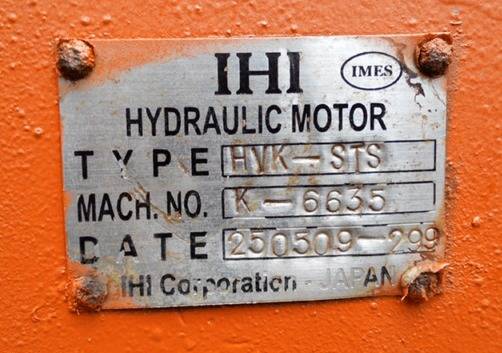 IHI IMES
HYDRAULIC MOTOR
TYPE HVK-STS
MACH. NO. K-6635
DATE 250509-299
IHI Corporation - JAPAN